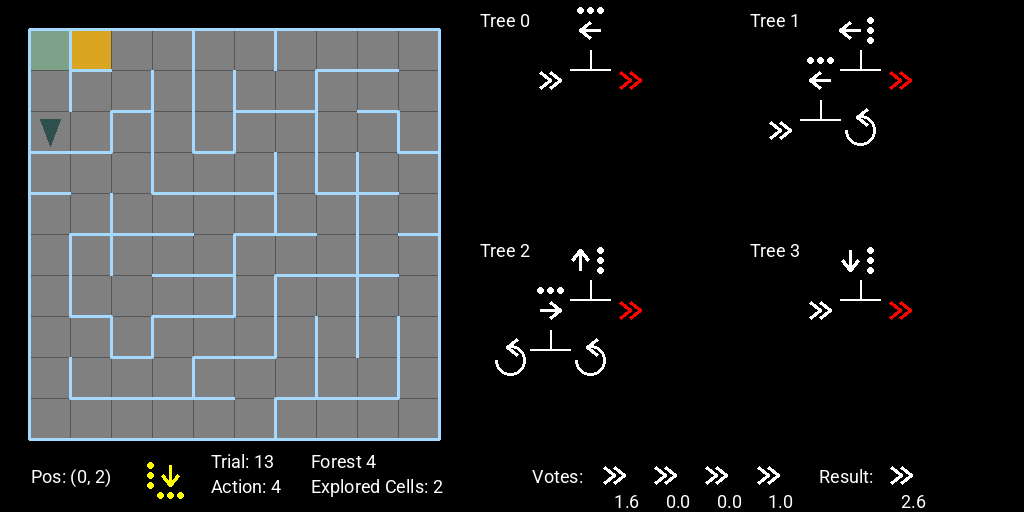 Tree 0
Tree 1
Tree 2
Tree 3
Pos: (0, 2)
Trial: 13
Forest 4
Action: 4
Explored Cells: 2
Votes:
1.6
0.0
0.0
1.0
Result:
2.6